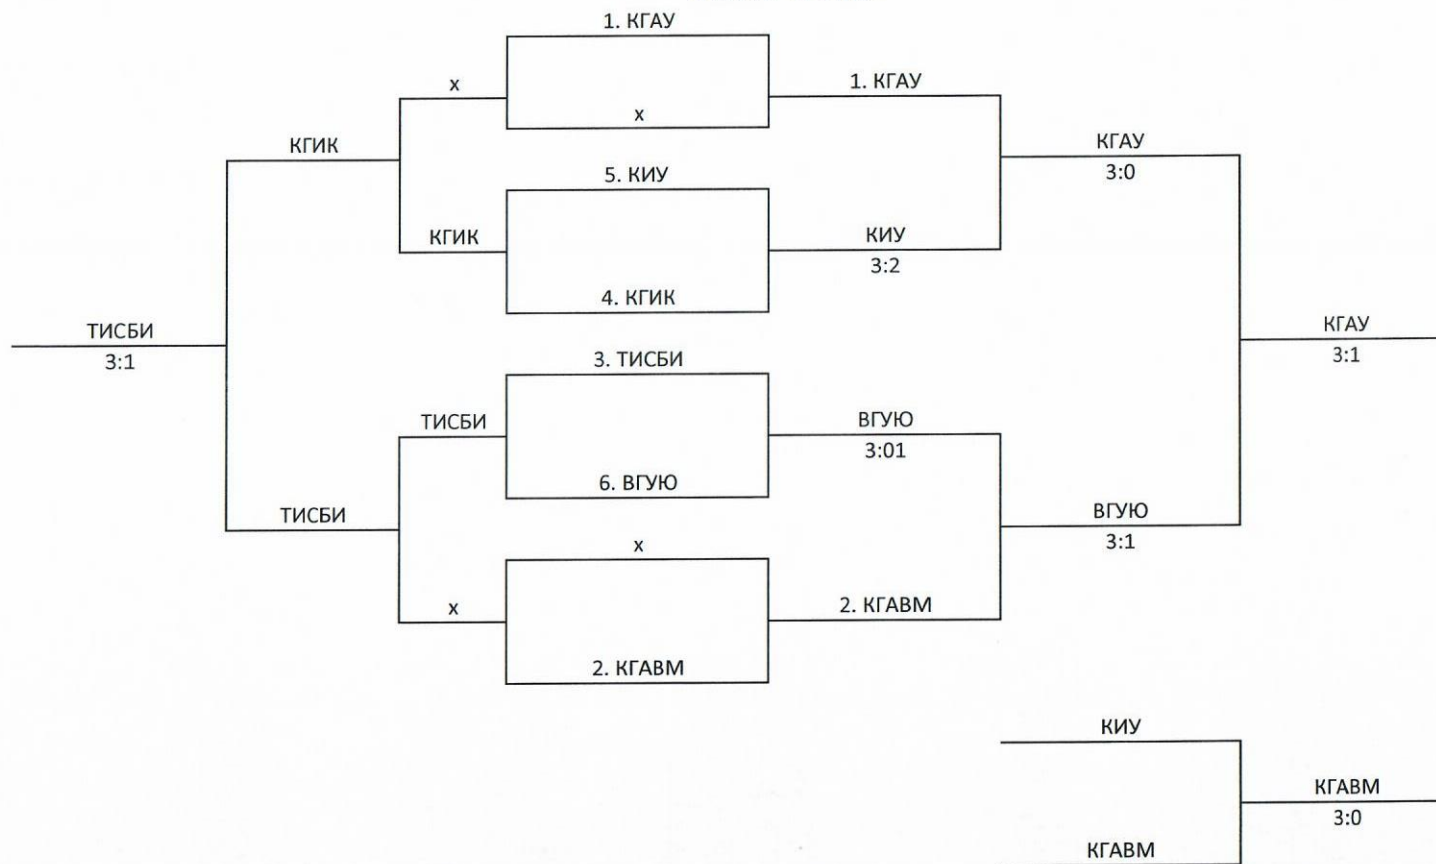 1. КГАУ
х
1. КГАУ
х
КГИК
КГАУ
3:0
5. КИУ
КГИК
КИУ
3:2
4. КГИК
ТИСБИ
3:1
КГАУ
3:1
3. ТИСБИ
ТИСБИ
ВГУЮ
3:01
6. ВГУЮ
ТИСБИ
ВГУЮ
3:1
х
х
2. КГАВМ
2. КГАВМ
КИУ
КГАВМ
3:0
КГАВМ